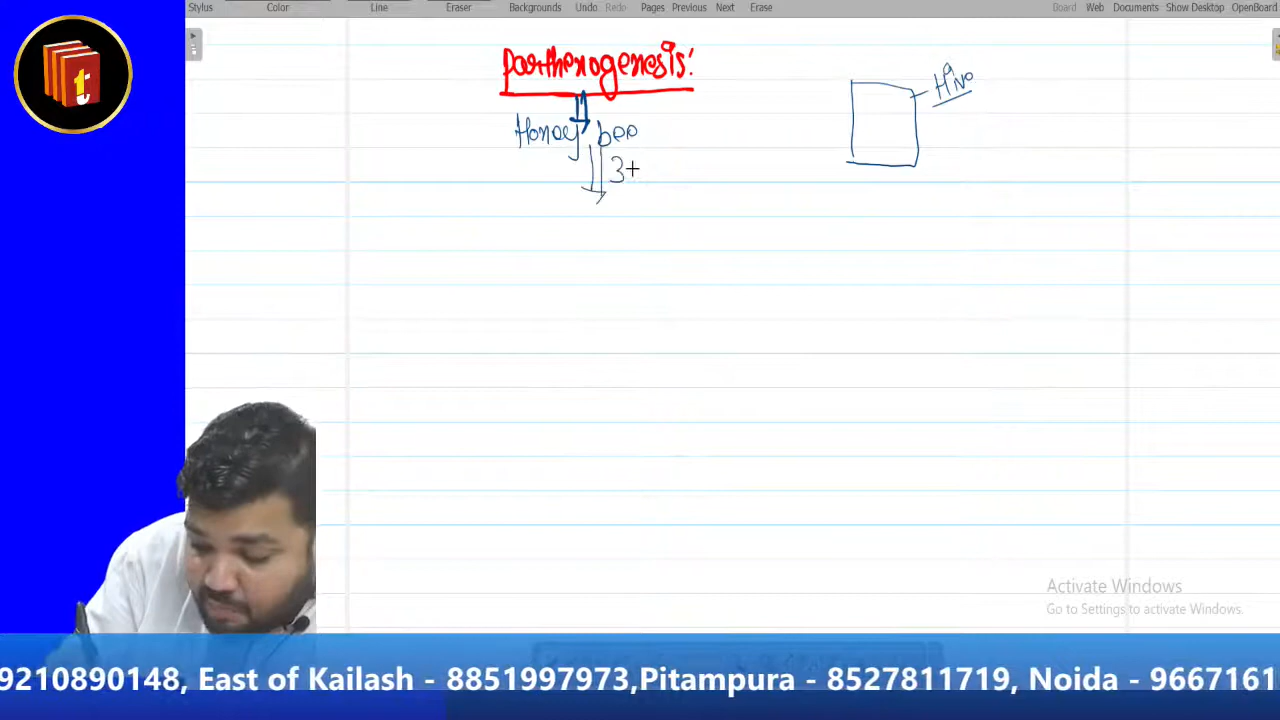 Stylus Color Line Eraser Backgrounds Undo Redo Pages Previous Next Erase Board Web Documents Show Desktop OpenBoard
t
parthenogenesis:
Hive
Honey bee
3+
Activate Windows
Go to Settings to activate Windows.
9210890148, East of Kailash - 8851997973,Pitampura - 8527811719, Noida - 9667161